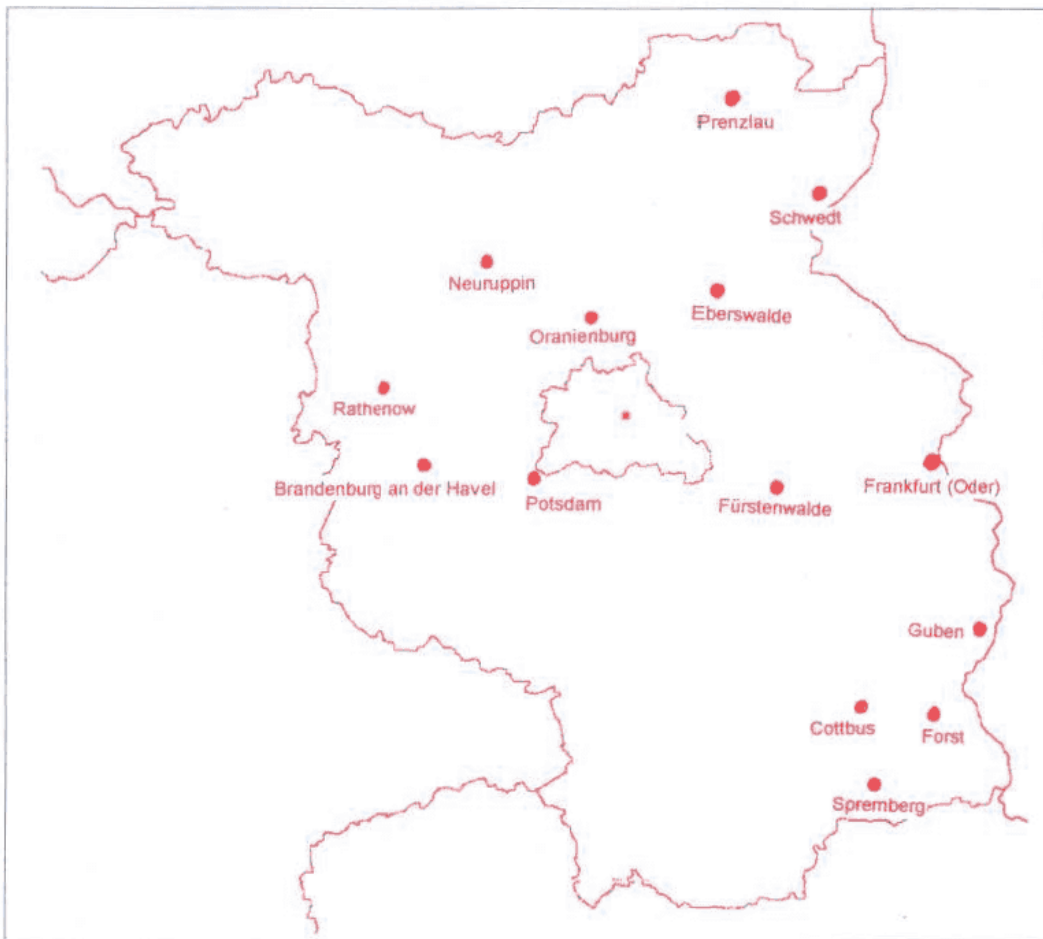 Prenzlau
Schwedt
Neuruppin
Eberswalde
Oranienburg
Rathenow
Brandenburg an der Havel
Potsdam
Fürstenwalde
Frankfurt (Oder)
Guben
Cottbus
Forst
Spremberg